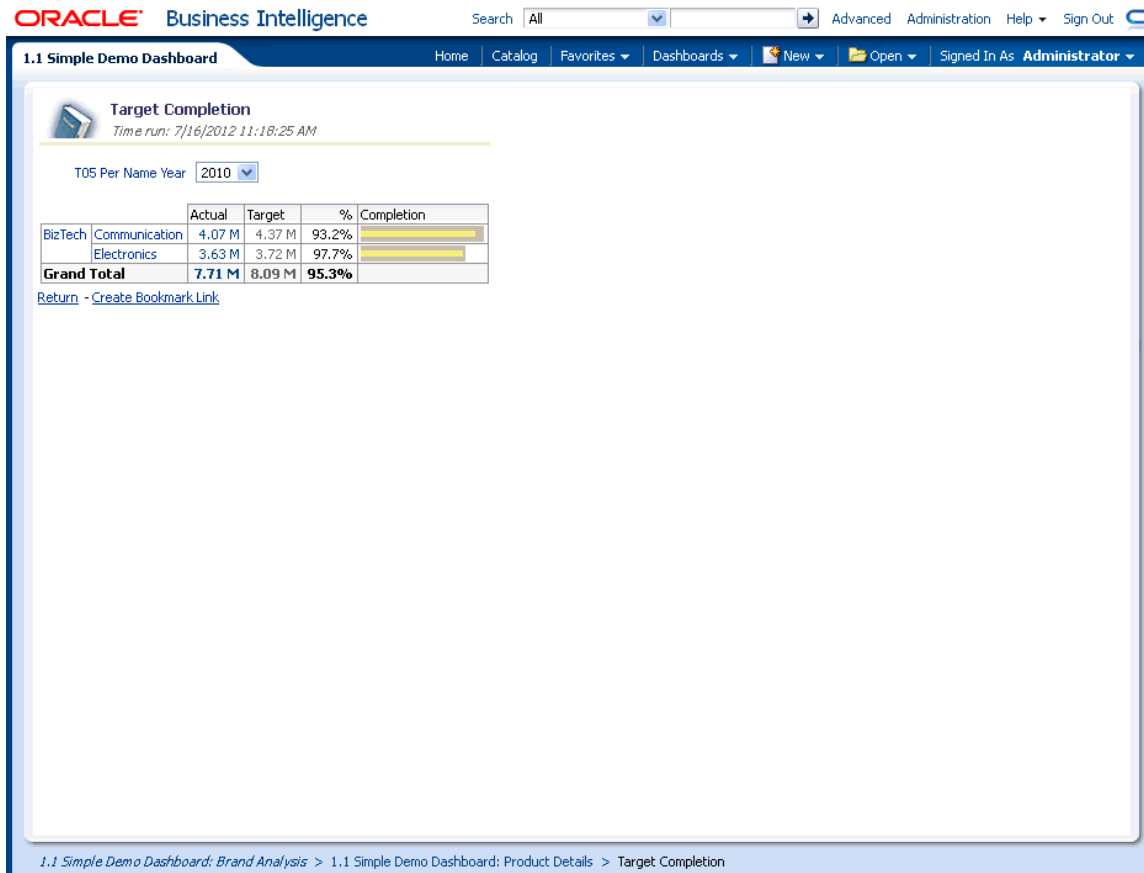 ORACLE Business Intelligence Search All Advanced Administration Help Sign Out
1.1 Simple Demo Dashboard Home Catalog Favorites Dashboards New Open Signed In As Administrator
Target Completion
Time run: 7/16/2012 11:18:25 AM
T05 Per Name Year 2010
Actual Target % Completion
BizTech Communication 4.07 M 4.37 M 93.2%
Electronics 3.63 M 3.72 M 97.7%
Grand Total 7.71 M 8.09 M 95.3%
Return - Create Bookmark Link
1.1 Simple Demo Dashboard: Brand Analysis > 1.1 Simple Demo Dashboard: Product Details > Target Completion